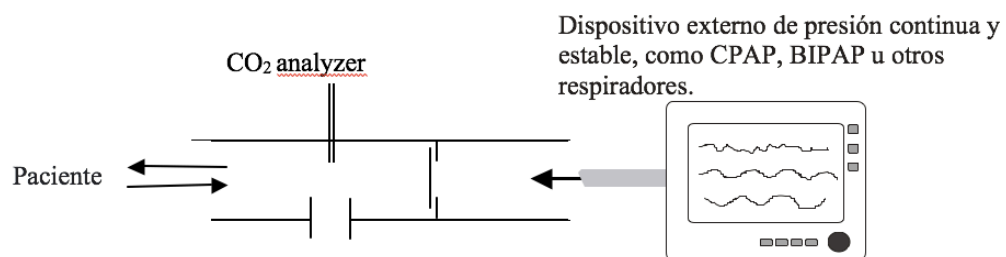 Dispositivo externo de presión continua y
estable, como CPAP, BIPAP u otros
respiradores.
CO₂ analyzer
Paciente